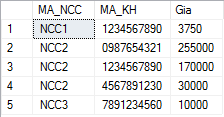 MA_NCC MA_KH Gia
1 NCC1 1234567890 3750
2 NCC2 0987654321 255000
3 NCC2 1234567890 170000
4 NCC2 4567891230 30000
5 NCC3 7891234560 10000